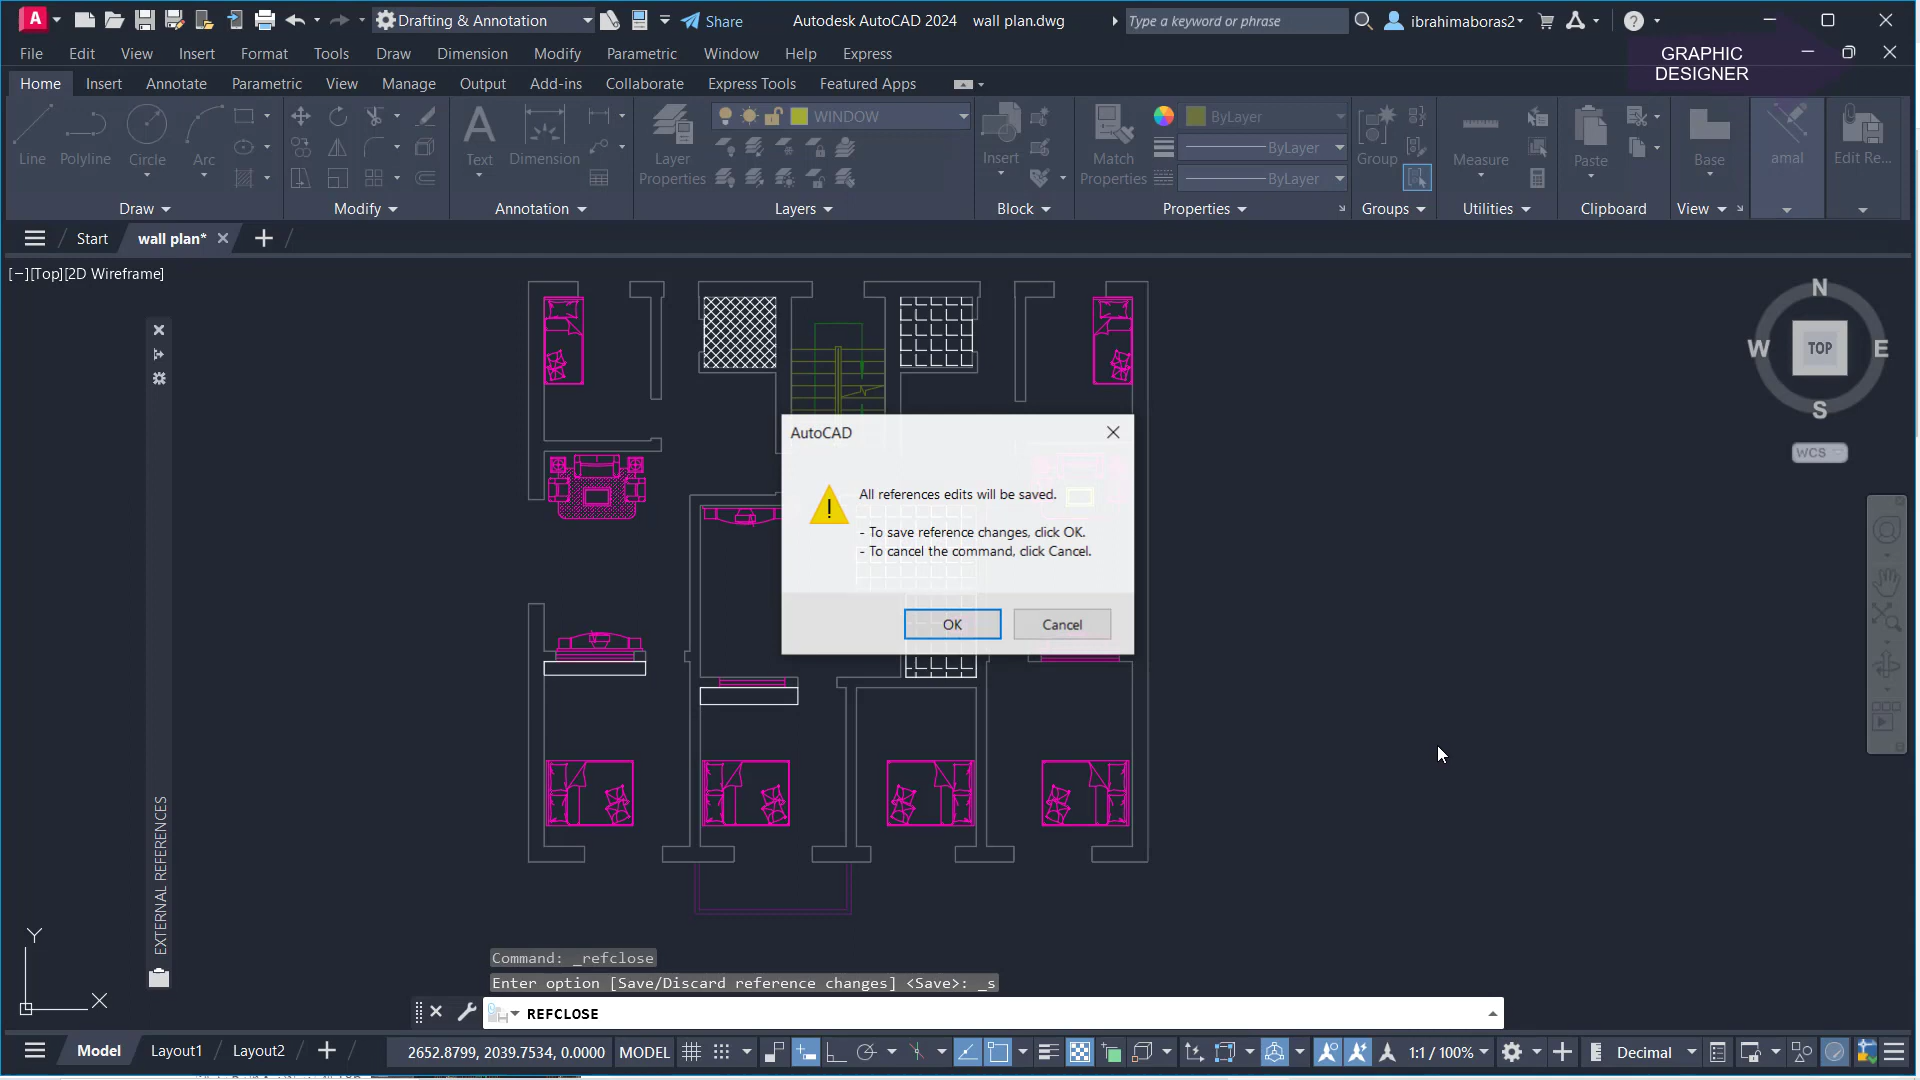 Drafting & Annotation
Share
Autodesk AutoCAD 2024 wall plan.dwg
Type a keyword or phrase
ibrahimaboras2
File Edit View Insert Format Tools Draw Dimension Modify Parametric Window Help Express
GRAPHIC
DESIGNER
Home Insert Annotate Parametric View Manage Output Add-ins Collaborate Express Tools Featured Apps
WINDOW
ByLayer
ByLayer
ByLayer
Line Polyline Circle Arc
Text Dimension
Layer
Properties
Insert
Match
Properties
Group
Measure
Paste
Base
amal
Edit Re...
Draw Modify Annotation Layers Block Properties Groups Utilities Clipboard View
Start wall plan*
[−][Top][2D Wireframe]
N
W TOP E
S
WCS
AutoCAD
All references edits will be saved.
- To save reference changes, click OK.
- To cancel the command, click Cancel.
OK Cancel
EXTERNAL REFERENCES
Y
X
Command: _refclose
Enter option [Save/Discard reference changes] <Save>: _s
REFCLOSE
Model Layout1 Layout2
2652.8799, 2039.7534, 0.0000 MODEL
1:1 / 100%
Decimal